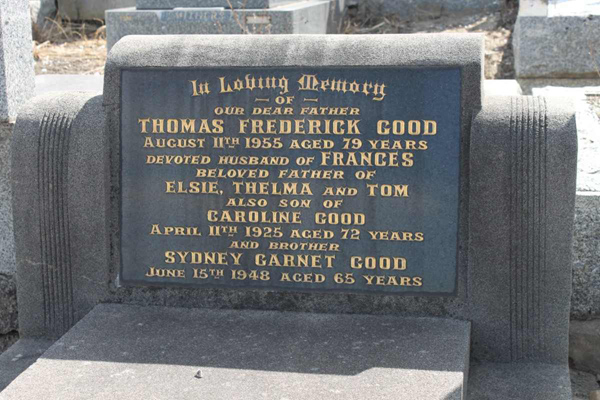 In Loving Memory
— OF —
OUR DEAR FATHER
THOMAS FREDERICK GOOD
AUGUST 11TH 1955 AGED 79 YEARS
DEVOTED HUSBAND OF FRANCES
BELOVED FATHER OF
ELSIE, THELMA AND TOM
ALSO SON OF
CAROLINE GOOD
APRIL 11TH 1925 AGED 72 YEARS
AND BROTHER
SYDNEY GARNET GOOD
JUNE 15TH 1948 AGED 65 YEARS